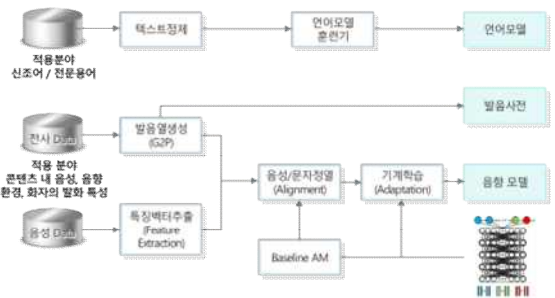 텍스트정제
언어모델
훈련기
언어모델
적용분야
신조어 / 전문용어
전사 Data
발음열생성
(G2P)
발음사전
적용 분야
콘텐츠 내 음성, 음향
환경, 화자의 발화 특성
음성/문자정렬
(Alignment)
기계학습
(Adaptation)
음향 모델
음성 Data
특징벡터추출
(Feature
Extraction)
Baseline AM